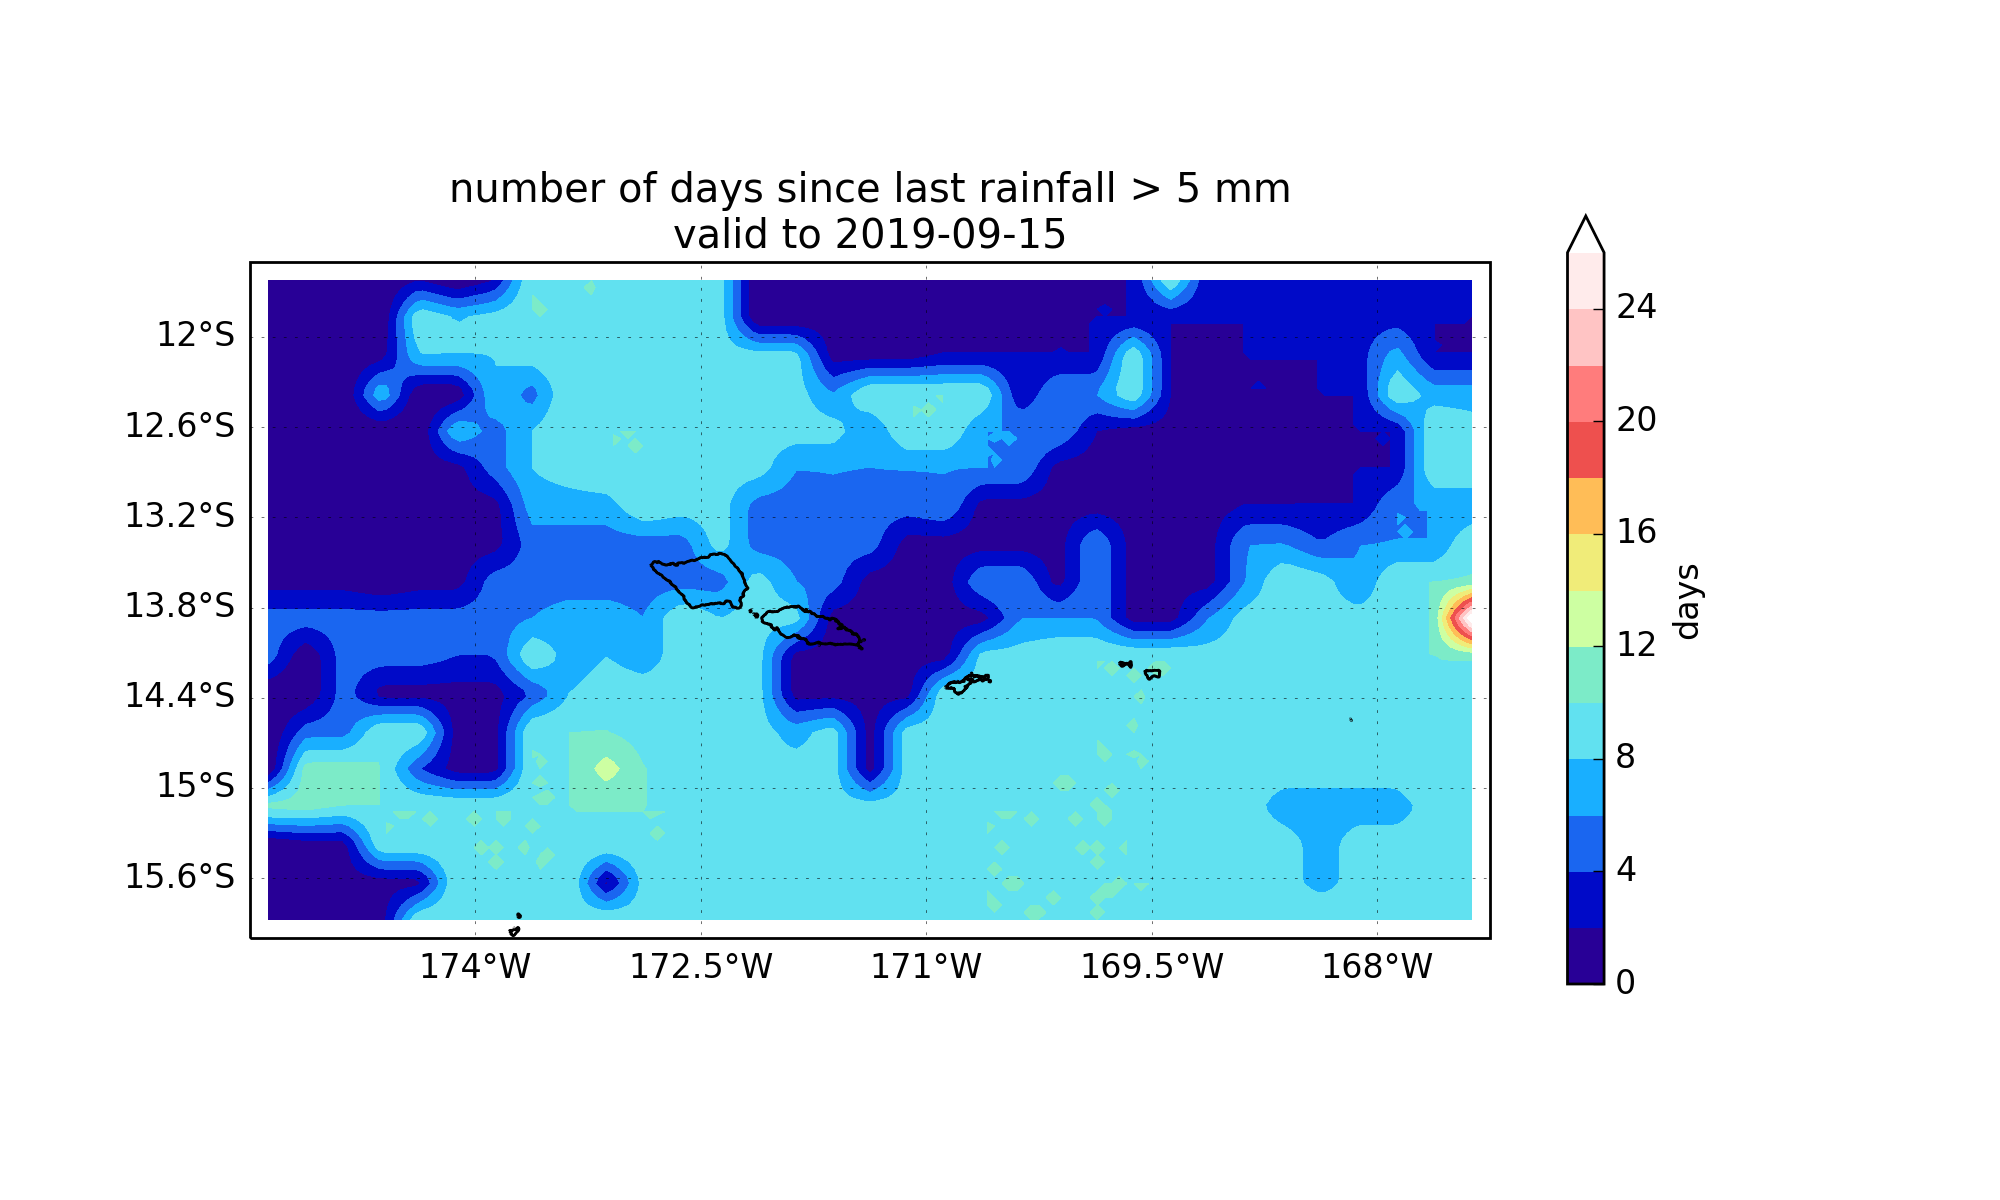 number of days since last rainfall > 5 mm
valid to 2019-09-15
12°S
12.6°S
13.2°S
13.8°S
14.4°S
15°S
15.6°S
174°W
172.5°W
171°W
169.5°W
168°W
24
20
16
12
8
4
0
days